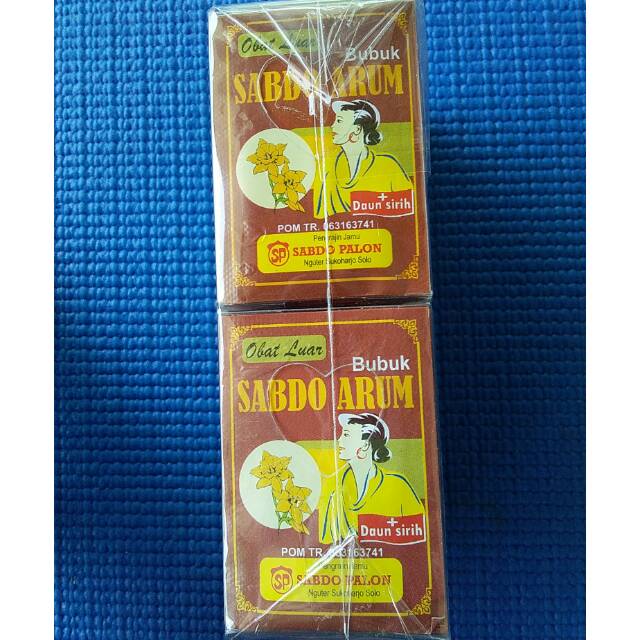 Obat Luar
Bubuk
SABDO ARUM
+
Daun sirih
POM TR. 063163741
Pengrajin Jamu
SP SABDO PALON
Nguter Sukoharjo Solo
Obat Luar
Bubuk
SABDO ARUM
+
Daun sirih
POM TR. 063163741
Pengrajin Jamu
SP SABDO PALON
Nguter Sukoharjo Solo